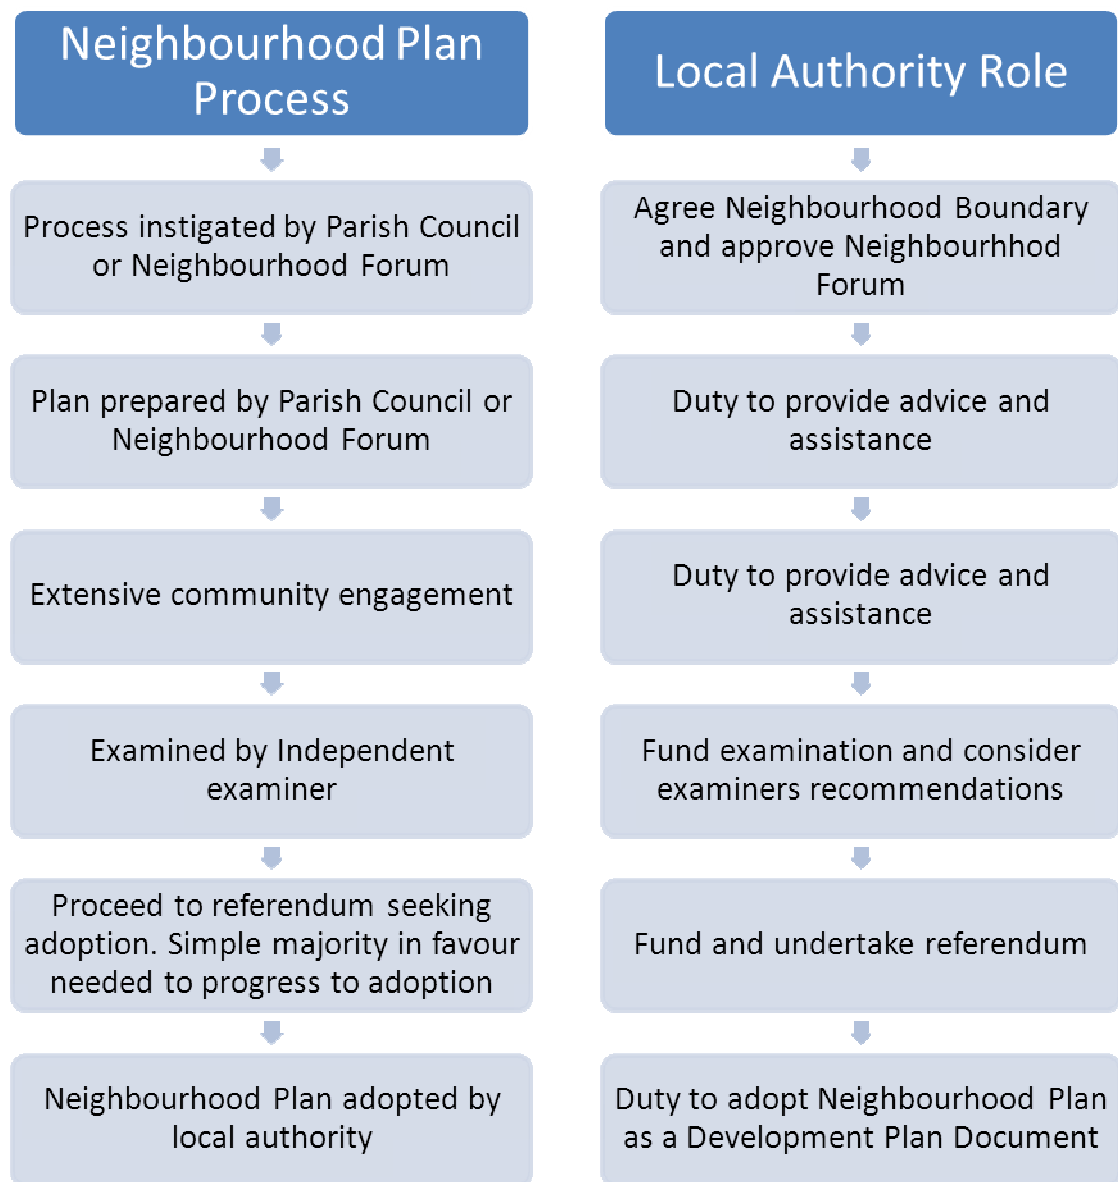 Neighbourhood Plan
Process
Process instigated by Parish Council
or Neighbourhood Forum
Plan prepared by Parish Council or
Neighbourhood Forum
Extensive community engagement
Examined by Independent
examiner
Proceed to referendum seeking
adoption. Simple majority in favour
needed to progress to adoption
Neighbourhood Plan adopted by
local authority
Local Authority Role
Agree Neighbourhood Boundary
and approve Neighbourhhod
Forum
Duty to provide advice and
assistance
Duty to provide advice and
assistance
Fund examination and consider
examiners recommendations
Fund and undertake referendum
Duty to adopt Neighbourhood Plan
as a Development Plan Document